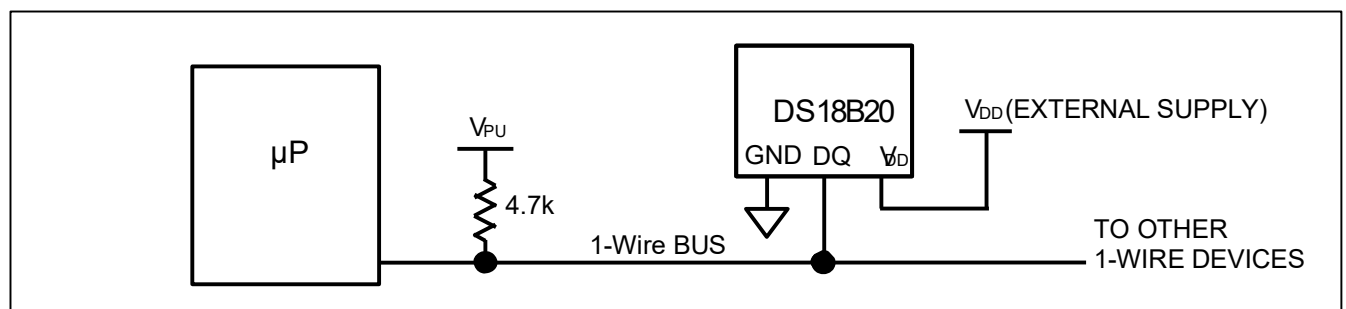 µP
VPU
4.7k
1-Wire BUS
DS18B20
GND DQ VDD
VDD (EXTERNAL SUPPLY)
TO OTHER
1-WIRE DEVICES